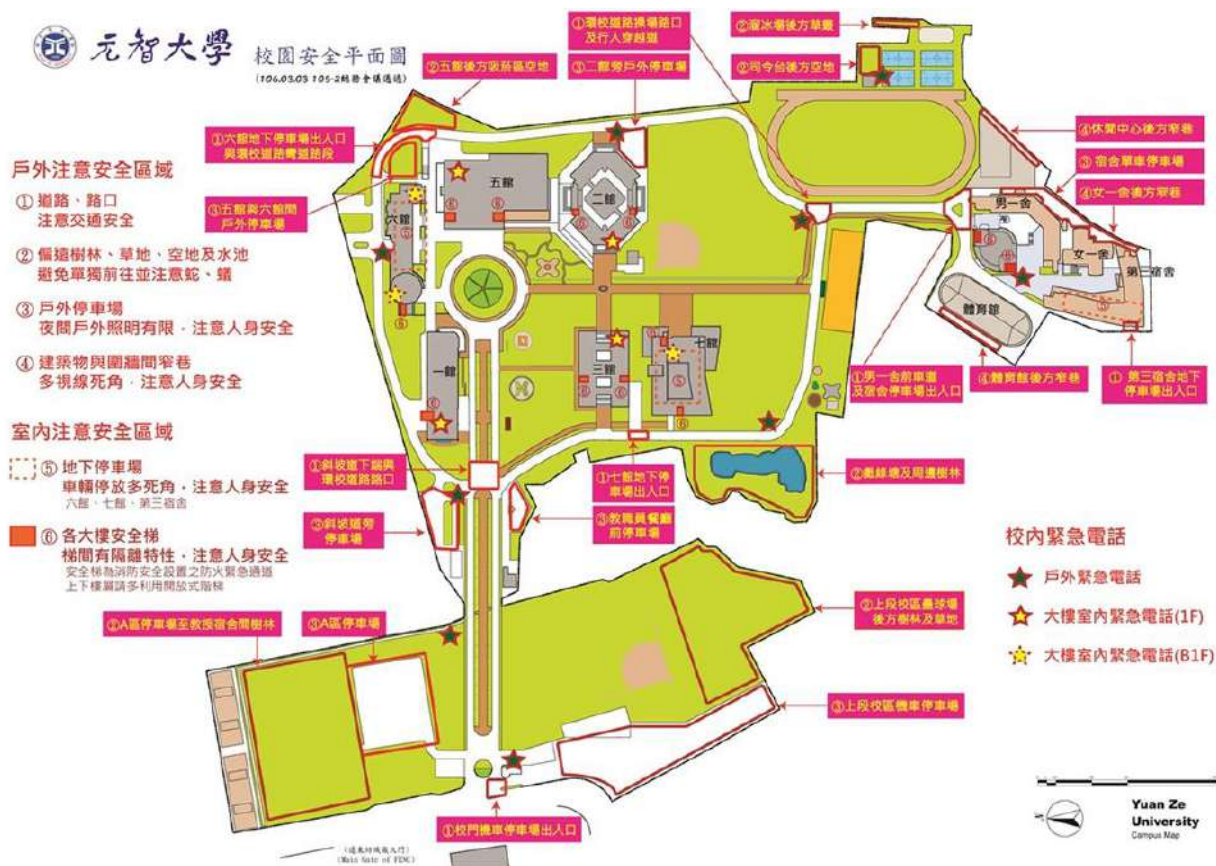 元智大學
校園安全平面圖
(106.03.03 105-2總務會議通過)
戶外注意安全區域
① 道路、路口
注意交通安全
② 偏遠樹林、草地、空地及水池
避免單獨前往並注意蛇、蟻
③ 戶外停車場
夜間戶外照明有限，注意人身安全
④ 建築物與圍牆間窄巷
多視線死角，注意人身安全
室內注意安全區域
⑤ 地下停車場
車輛停放多死角，注意人身安全
六館、七館、第三宿舍
⑥ 各大樓安全梯
梯間有隔離特性，注意人身安全
安全梯為消防安全設置之防火緊急通道
上下樓層請多利用開放式階梯
②五館後方吸菸區空地
①環校道路操場路口
及行人穿越道
③二館旁戶外停車場
②溜冰場後方草叢
②司令台後方空地
①六館地下停車場出入口
與環校道路彎道路段
③五館與六館間
戶外停車場
④休閒中心後方窄巷
③ 宿舍單車停車場
④女一舍後方窄巷
五館
二館
六館
一館
三館
七館
男一舍
女一舍
第三宿舍
體育館
⑤
⑥
①男一舍前車道
及宿舍停車場出入口
④體育館後方窄巷
① 第三宿舍地下
停車場出入口
①斜坡道下端與
環校道路路口
①七館地下停
車場出入口
及周邊樹林
③斜坡道旁
停車場
③教職員餐廳
前停車場
②A區停車場至教授宿舍間樹林
③A區停車場
②上段校區壘球場
後方樹林及草地
③上段校區機車停車場
①校門機車停車場出入口
校內緊急電話
戶外緊急電話
大樓室內緊急電話(1F)
大樓室內緊急電話(B1F)
(Main Gate of FENC)
Yuan Ze
University
Campus Map